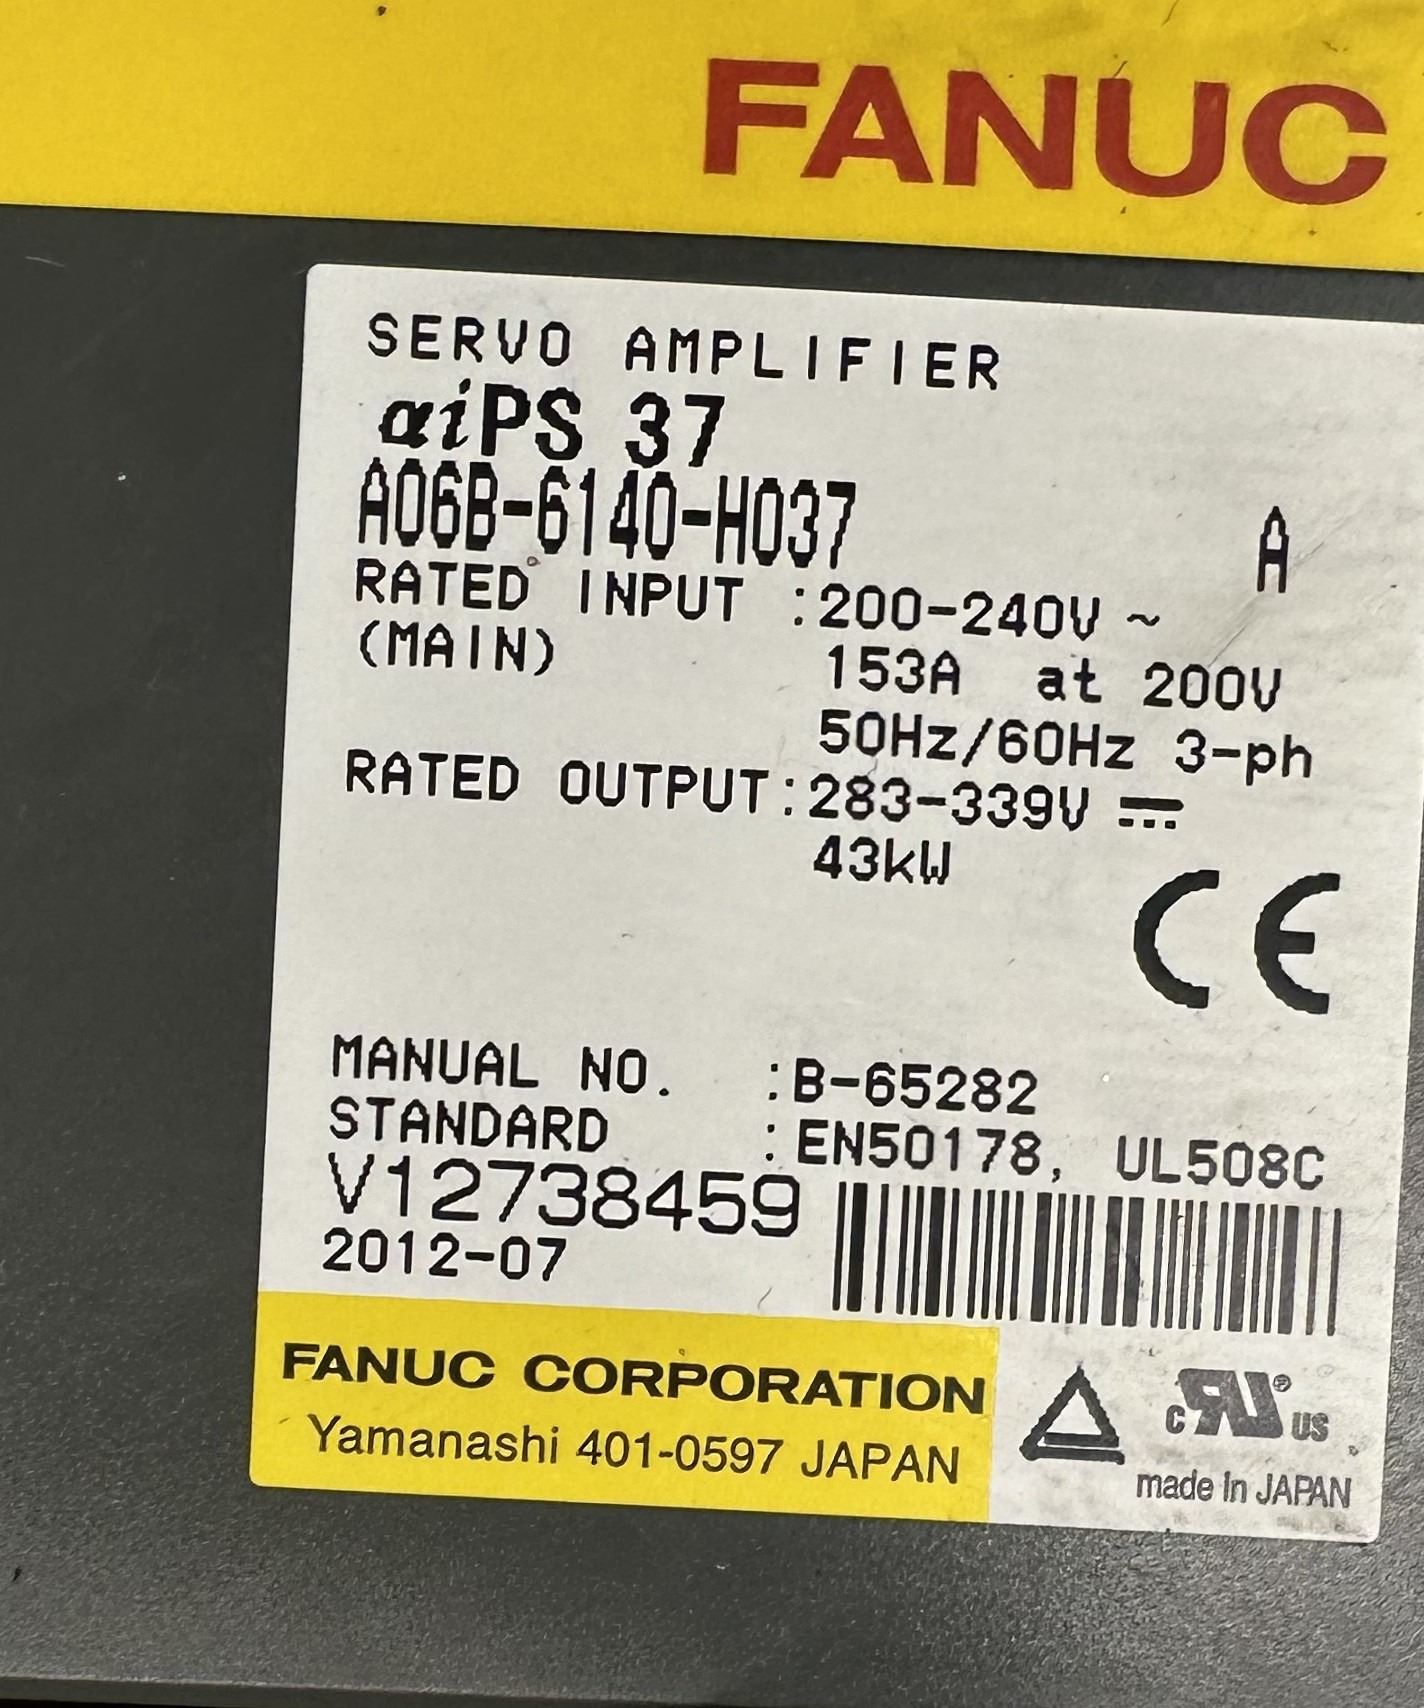 FANUC
SERVO AMPLIFIER
αiPS 37
A06B-6140-H037 A
RATED INPUT :200-240V ~
(MAIN) 153A at 200V
50Hz/60Hz 3-ph
RATED OUTPUT:283-339V ⎓
43kW
CE
MANUAL NO. :B-65282
STANDARD :EN50178, UL508C
V12738459
2012-07
FANUC CORPORATION
Yamanashi 401-0597 JAPAN
c RU ® US
made in JAPAN